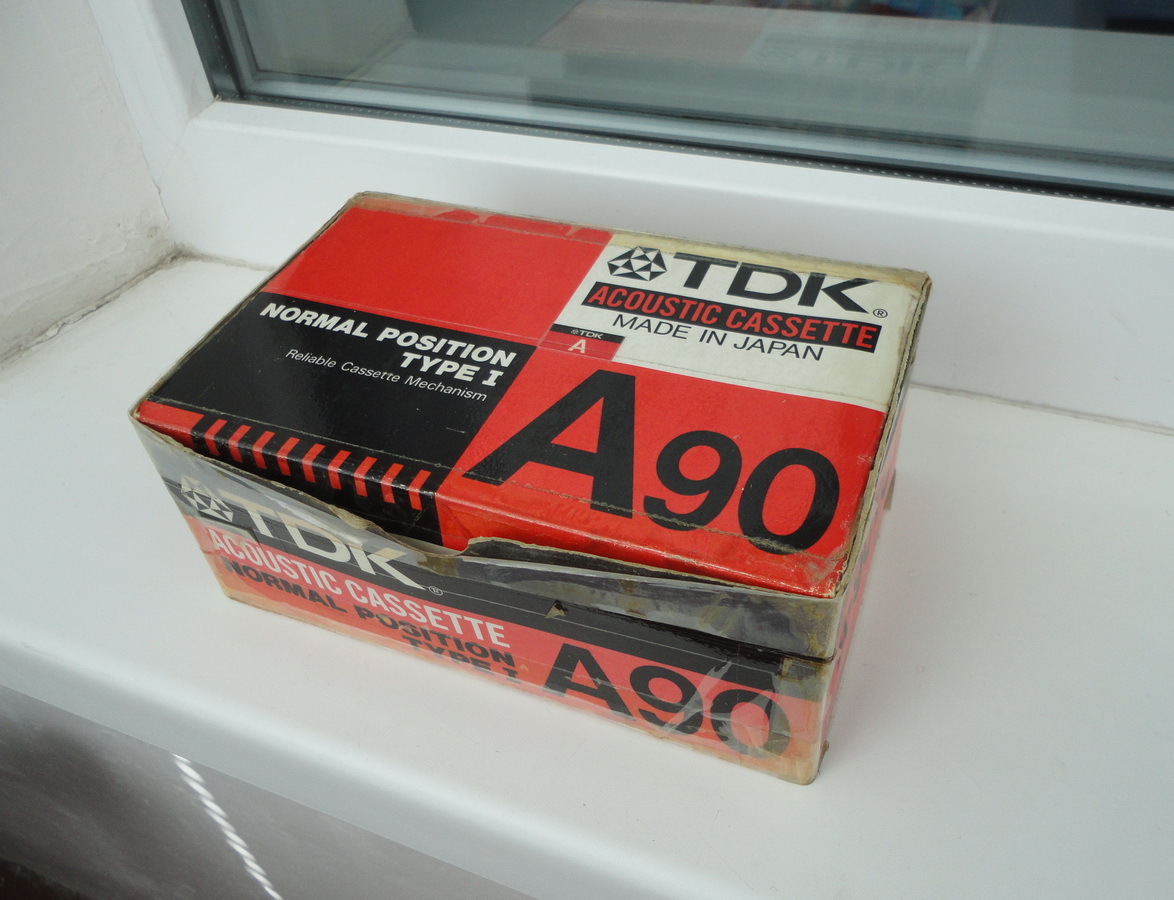 TDK®
ACOUSTIC CASSETTE
MADE IN JAPAN
TDK
A
NORMAL POSITION
TYPE I
Reliable Cassette Mechanism
A90
TDK®
ACOUSTIC CASSETTE
NORMAL POSITION
TYPE I
A90